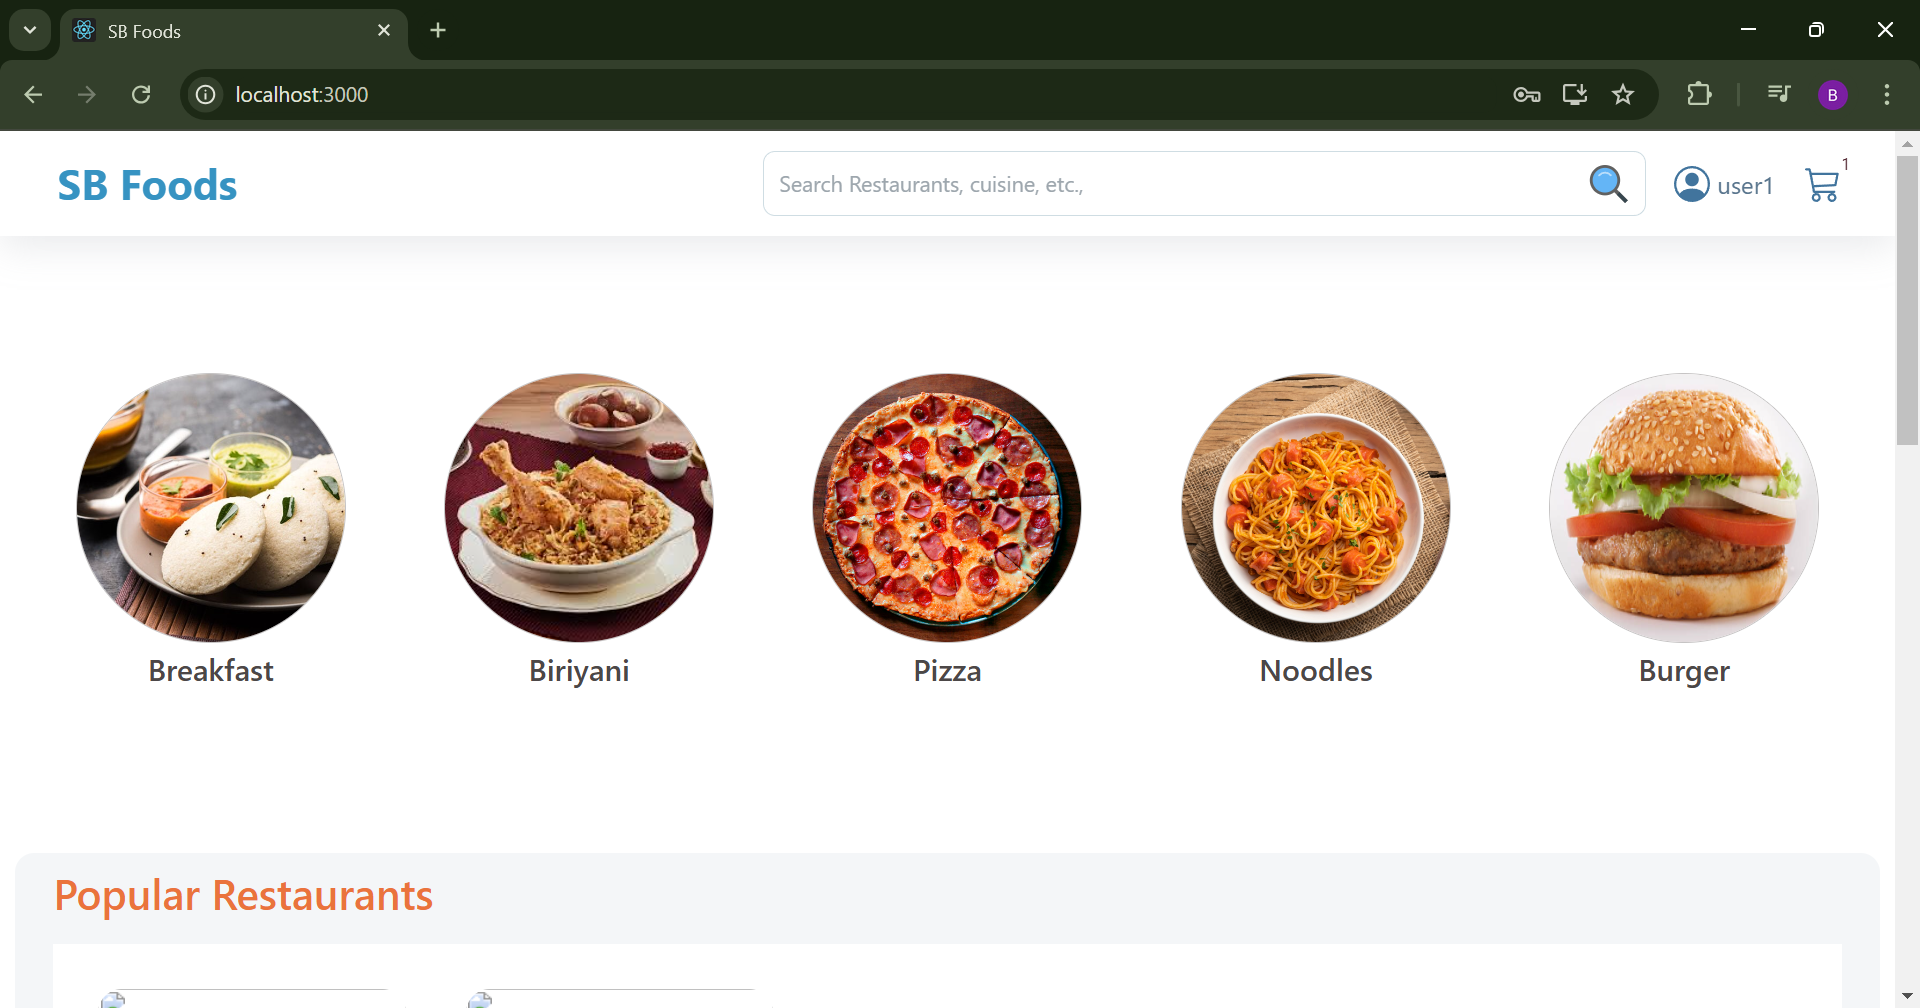 SB Foods
localhost:3000
B
SB Foods
Search Restaurants, cuisine, etc.,
user1
1
Breakfast
Biriyani
Pizza
Noodles
Burger
Popular Restaurants